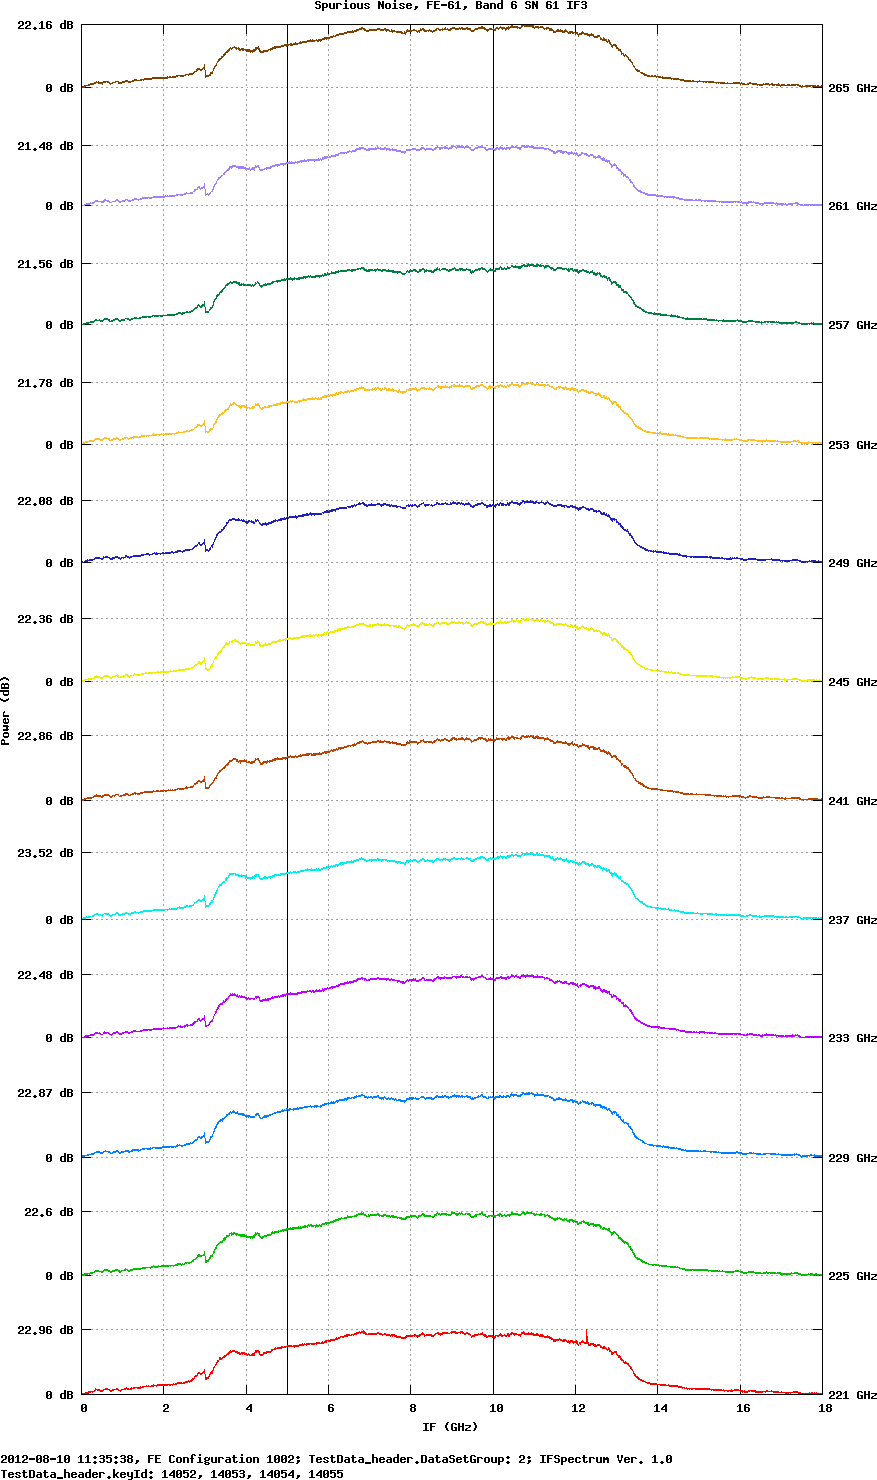 Spurious Noise, FE-61, Band 6 SN 61 IF3
22.16 dB
0 dB
265 GHz
21.48 dB
0 dB
261 GHz
21.56 dB
0 dB
257 GHz
21.78 dB
0 dB
253 GHz
22.08 dB
0 dB
249 GHz
22.36 dB
0 dB
245 GHz
Power (dB)
22.86 dB
0 dB
241 GHz
23.52 dB
0 dB
237 GHz
22.48 dB
0 dB
233 GHz
22.87 dB
0 dB
229 GHz
22.6 dB
0 dB
225 GHz
22.96 dB
0 dB
221 GHz
0 2 4 6 8 10 12 14 16 18
IF (GHz)
2012-08-10 11:35:38, FE Configuration 1002; TestData_header.DataSetGroup: 2; IFSpectrum Ver. 1.0
TestData_header.keyId: 14052, 14053, 14054, 14055